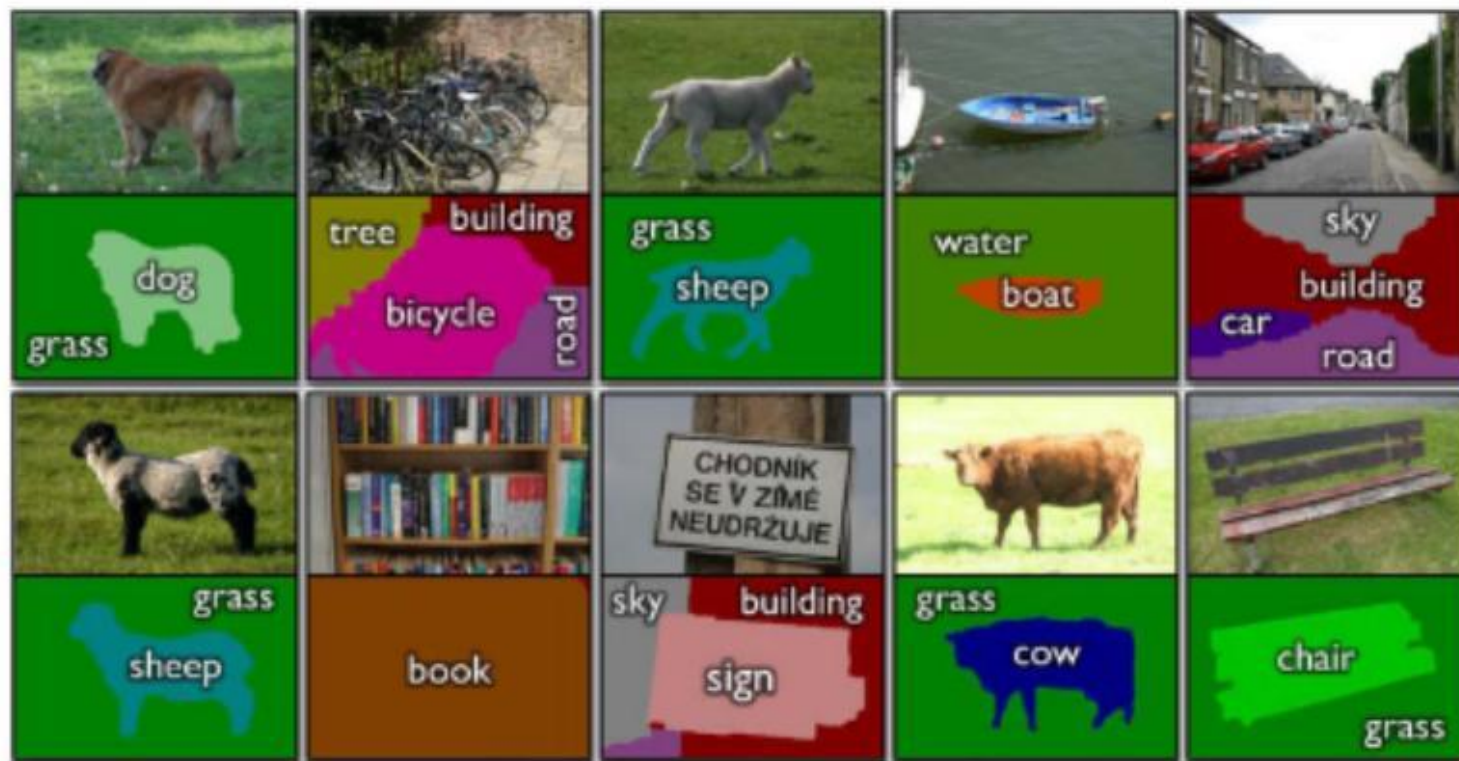 tree
building
bicycle
road
dog
grass
grass
sheep
water
boat
sky
building
car
road
CHODNÍK
SE V ZÍMĚ
NEUDRŽUJE
grass
sheep
book
sky
building
sign
grass
cow
chair
grass